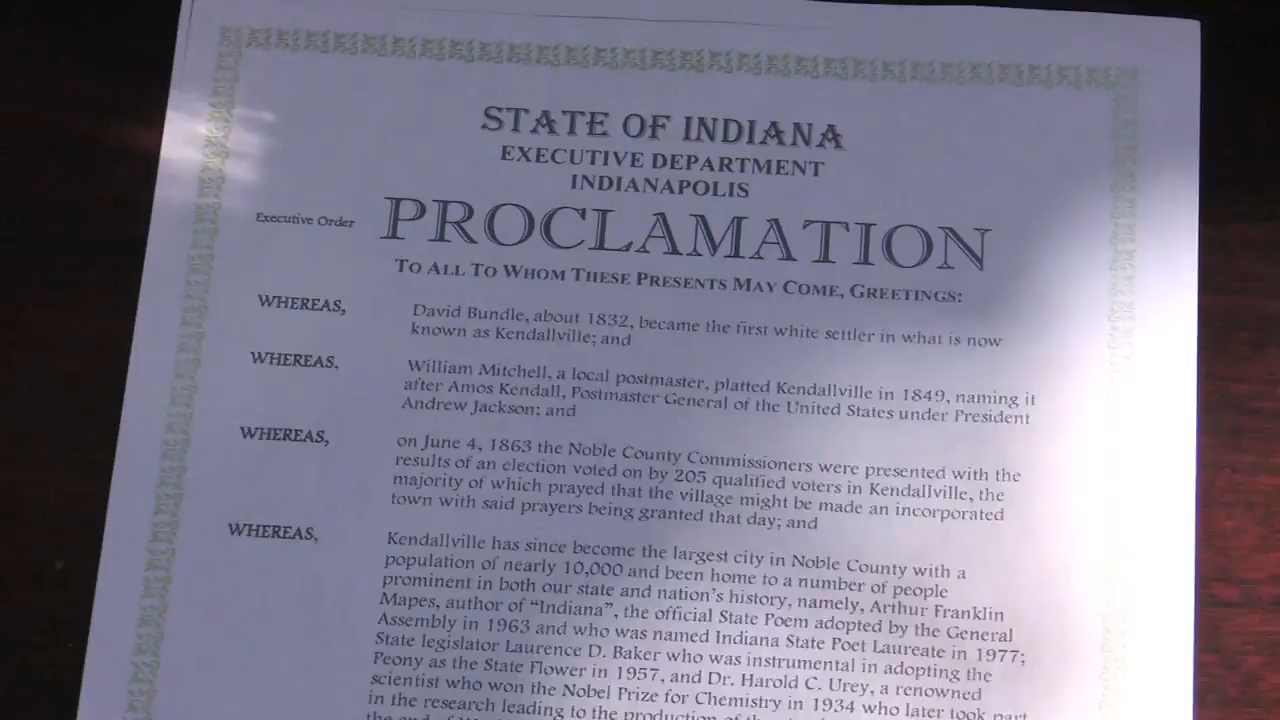 STATE OF INDIANA
EXECUTIVE DEPARTMENT
INDIANAPOLIS
Executive Order PROCLAMATION
TO ALL TO WHOM THESE PRESENTS MAY COME, GREETINGS:
WHEREAS, David Bundle, about 1832, became the first white settler in what is now
known as Kendallville; and
WHEREAS, William Mitchell, a local postmaster, platted Kendallville in 1849, naming it
after Amos Kendall, Postmaster General of the United States under President
Andrew Jackson; and
WHEREAS, on June 4, 1863 the Noble County Commissioners were presented with the
results of an election voted on by 205 qualified voters in Kendallville, the
majority of which prayed that the village might be made an incorporated
town with said prayers being granted that day; and
WHEREAS, Kendallville has since become the largest city in Noble County with a
population of nearly 10,000 and been home to a number of people
prominent in both our state and nation's history, namely, Arthur Franklin
Mapes, author of "Indiana", the official State Poem adopted by the General
Assembly in 1963 and who was named Indiana State Poet Laureate in 1977;
State legislator Laurence D. Baker who was instrumental in adopting the
Peony as the State Flower in 1957, and Dr. Harold C. Urey, a renowned
scientist who won the Nobel Prize for Chemistry in 1934 who later took part
in the research leading to the production of the
the end of